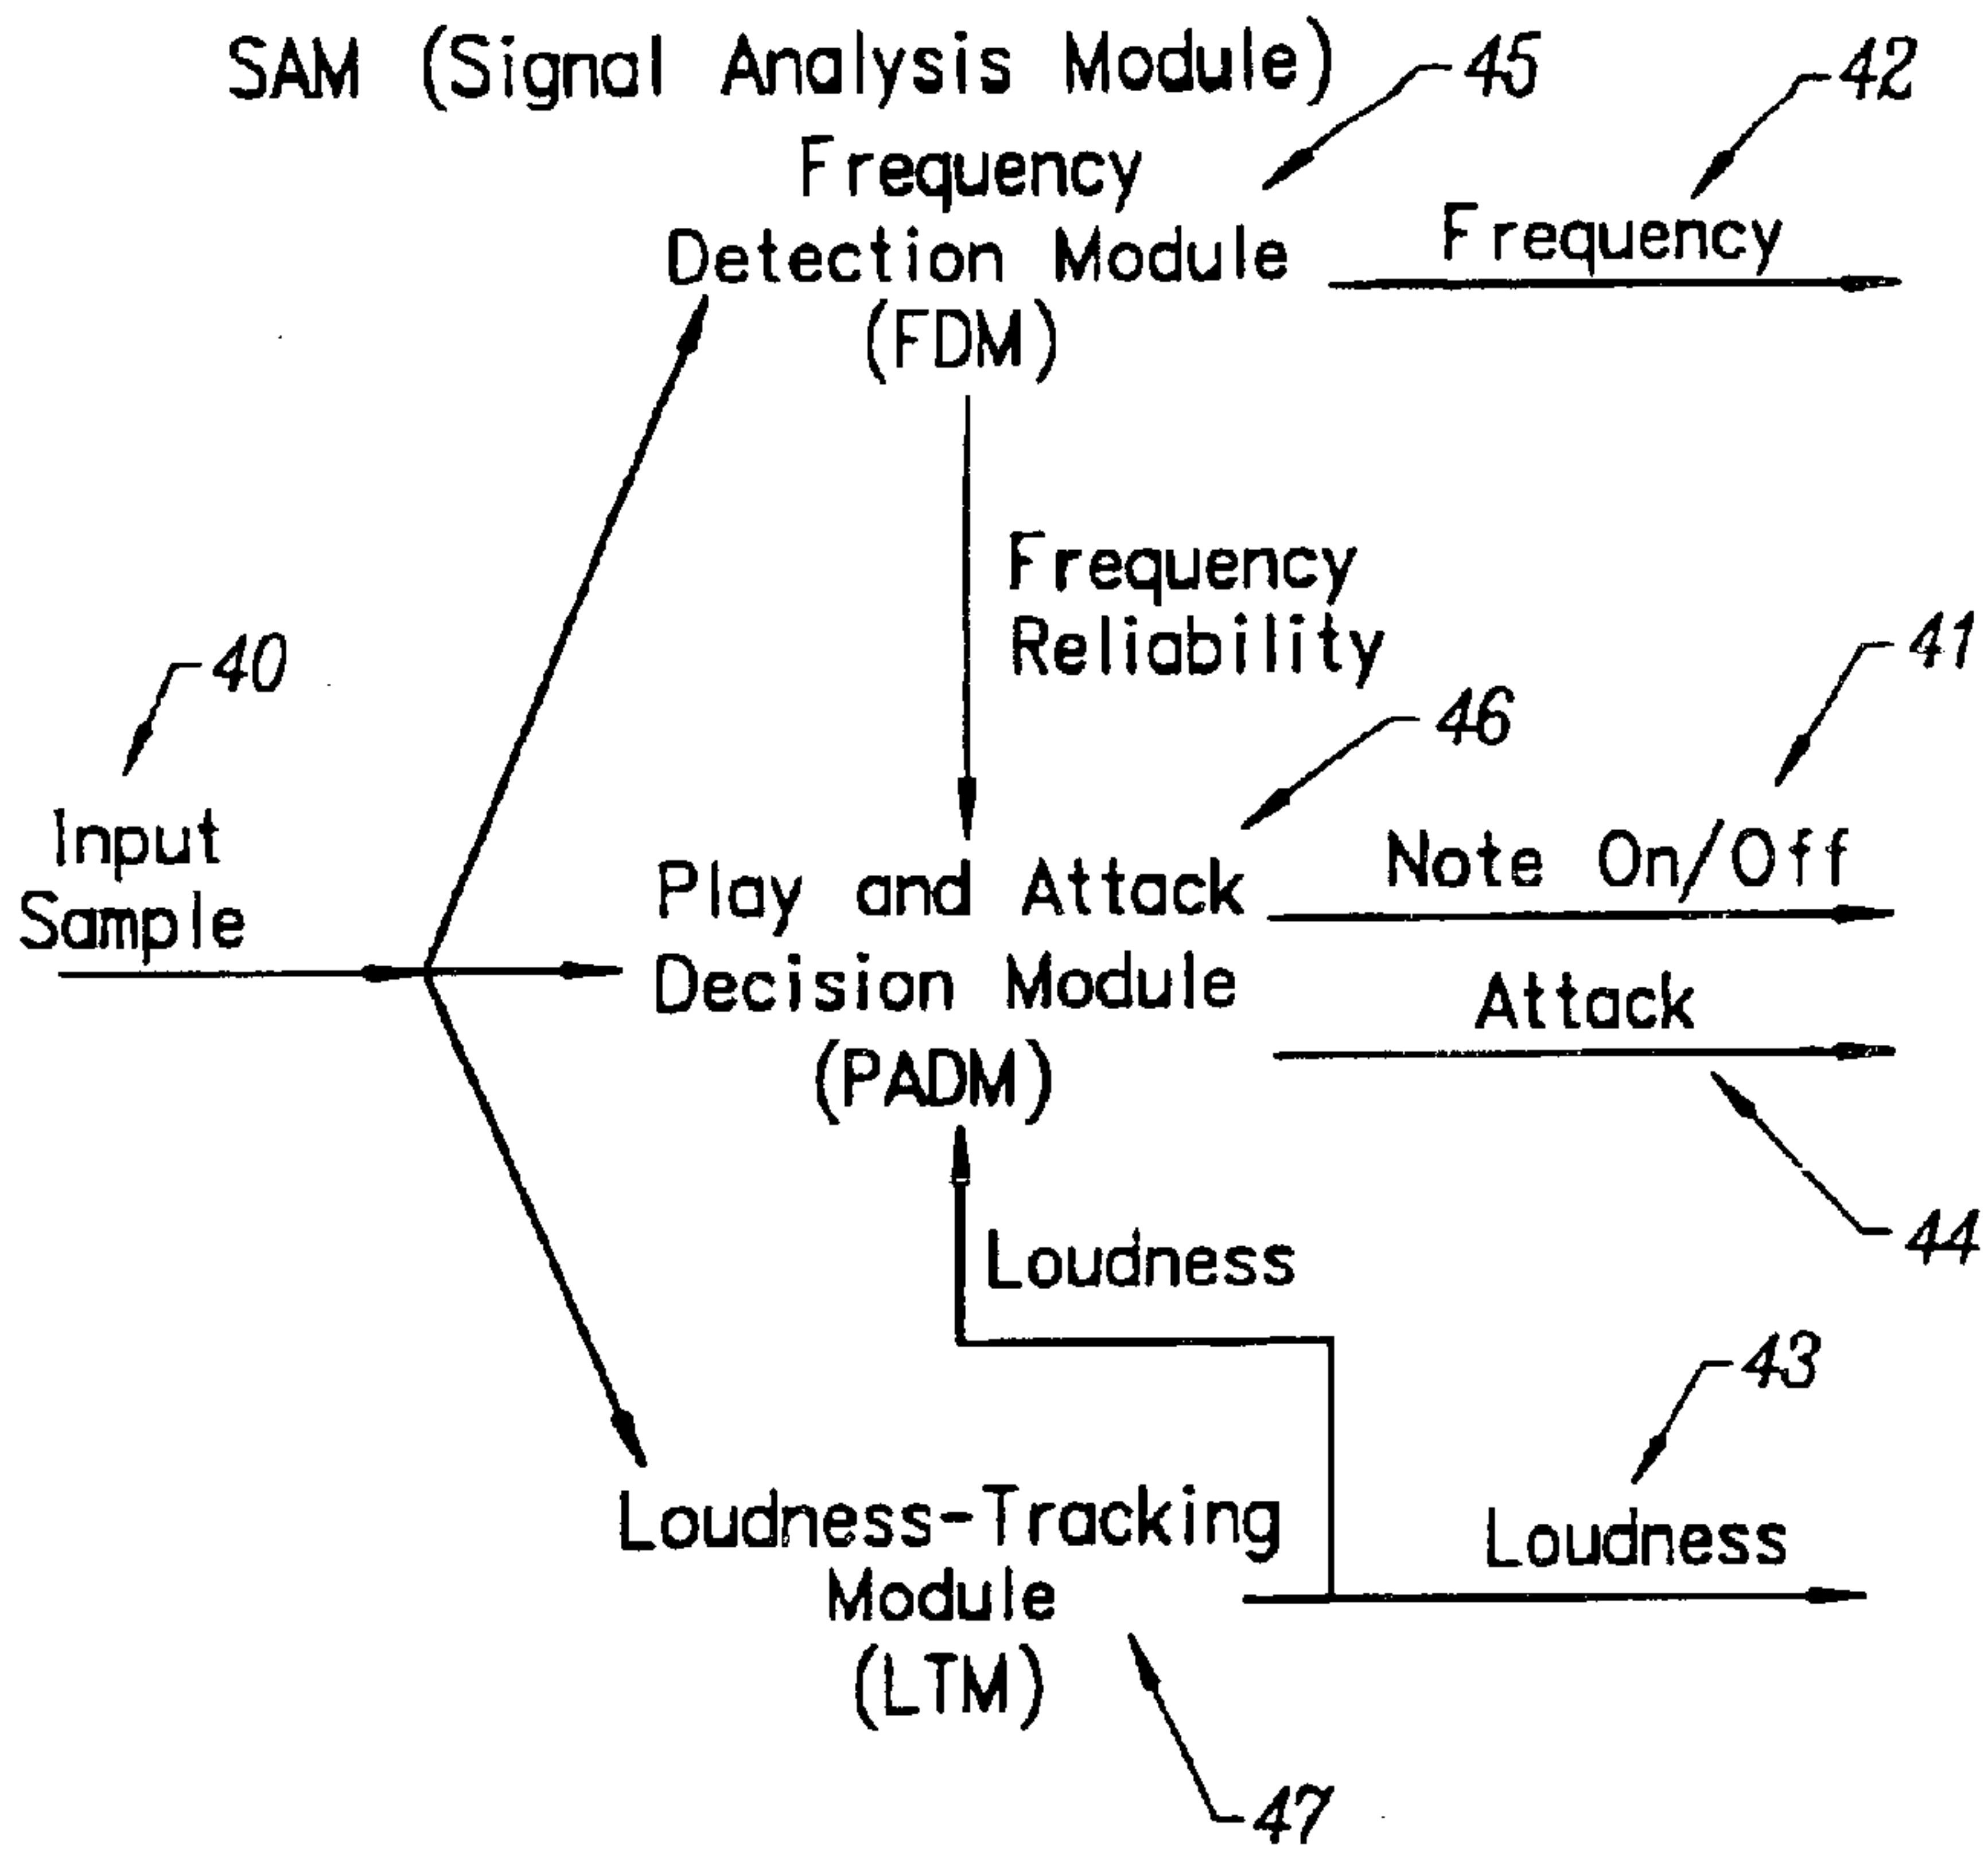 SAM (Signal Analysis Module)
45
42
Frequency
Detection Module
(FDM)
Frequency
Frequency
Reliability
40
46
41
Input
Sample
Play and Attack
Decision Module
(PADM)
Note On/Off
Attack
44
Loudness
43
Loudness-Tracking
Module
(LTM)
Loudness
47